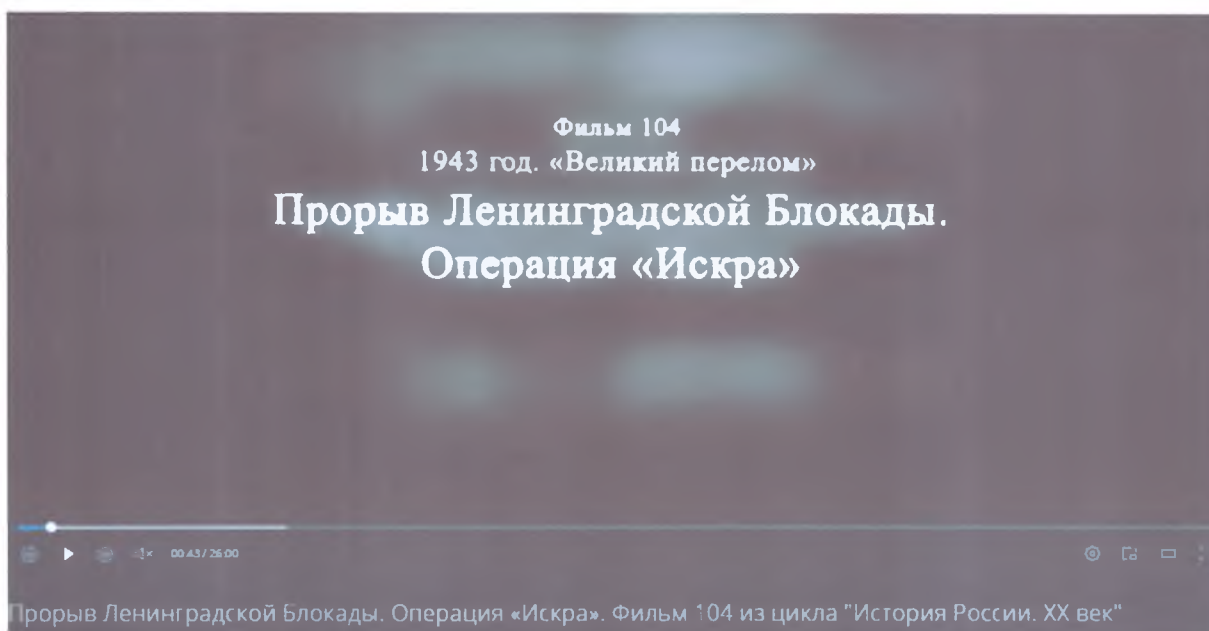 Фильм 104
1943 год. «Великий перелом»
Прорыв Ленинградской Блокады.
Операция «Искра»
00:43 / 26:00
Прорыв Ленинградской Блокады. Операция «Искра». Фильм 104 из цикла "История России. XX век"